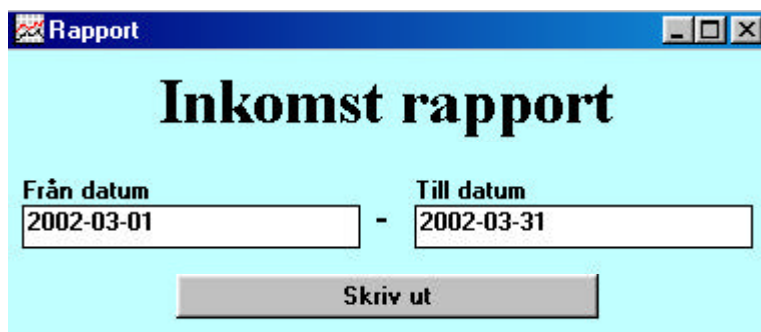 Rapport
Inkomst rapport
Från datum
Till datum
2002-03-01 - 2002-03-31
Skriv ut